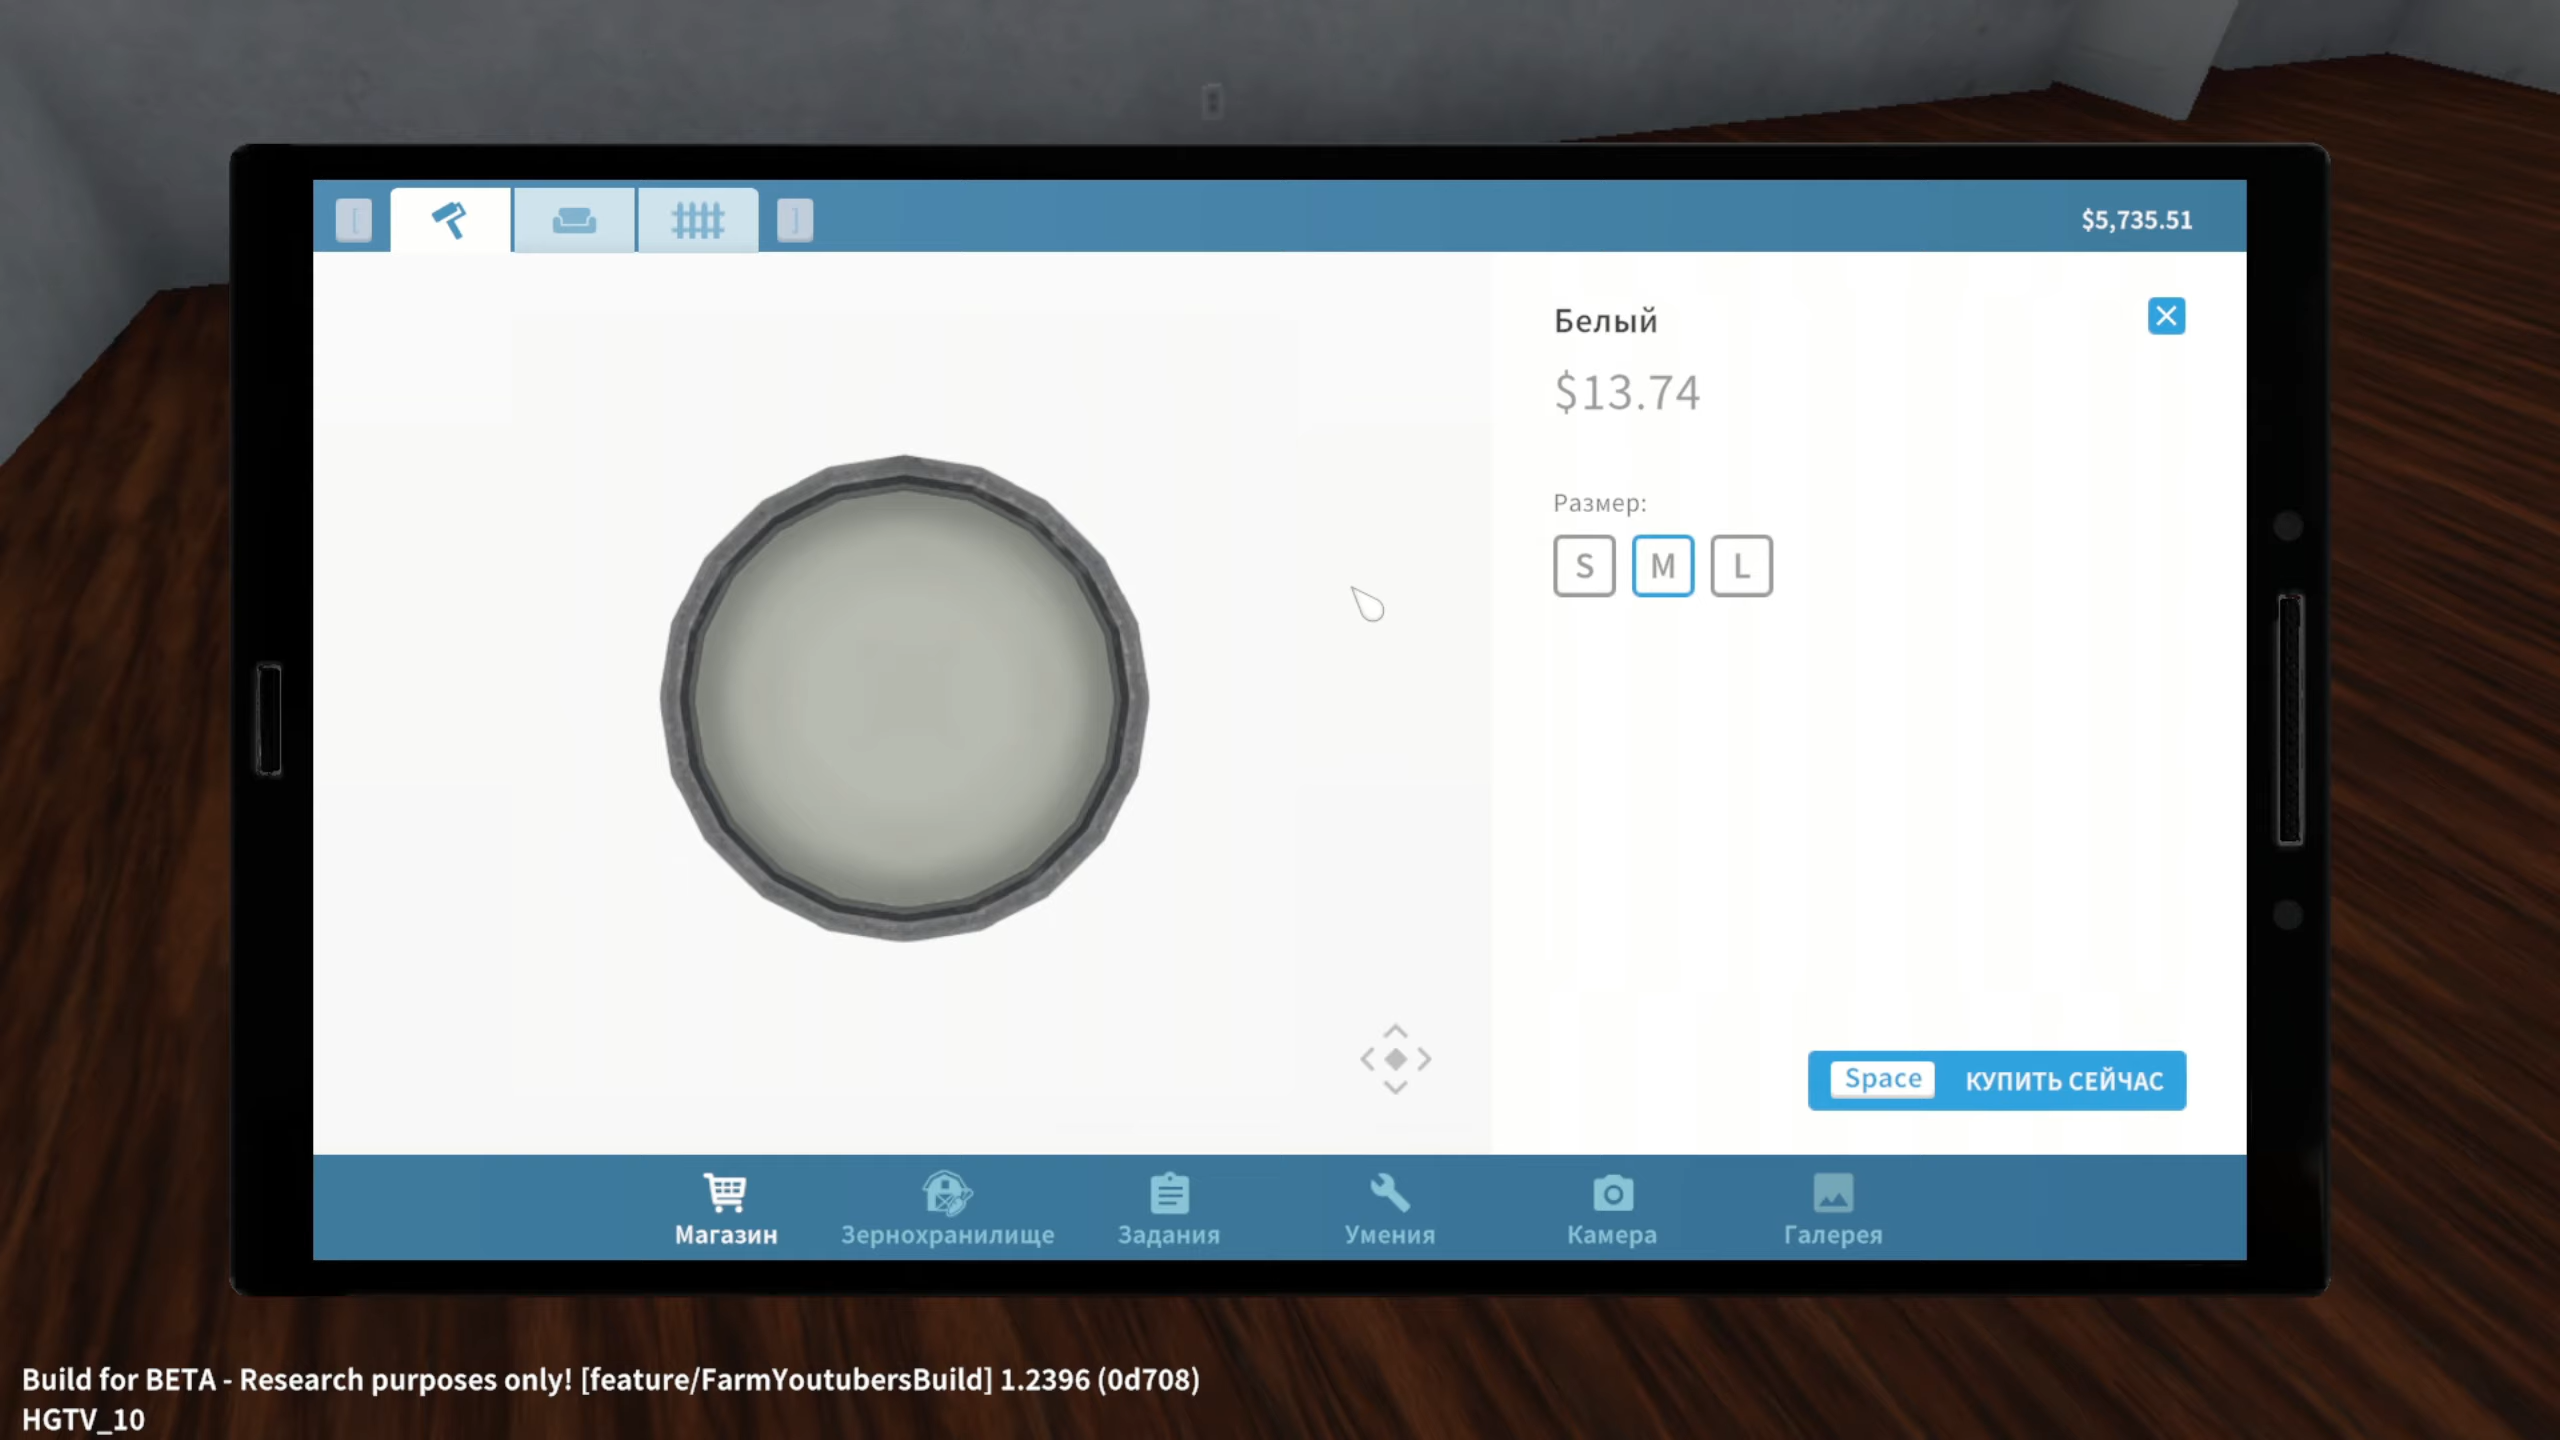 [
]
$5,735.51
Белый
$13.74
Размер:
S M L
Space КУПИТЬ СЕЙЧАС
Магазин Зернохранилище Задания Умения Камера Галерея
Build for BETA - Research purposes only! [feature/FarmYoutubersBuild] 1.2396 (0d708)
HGTV_10